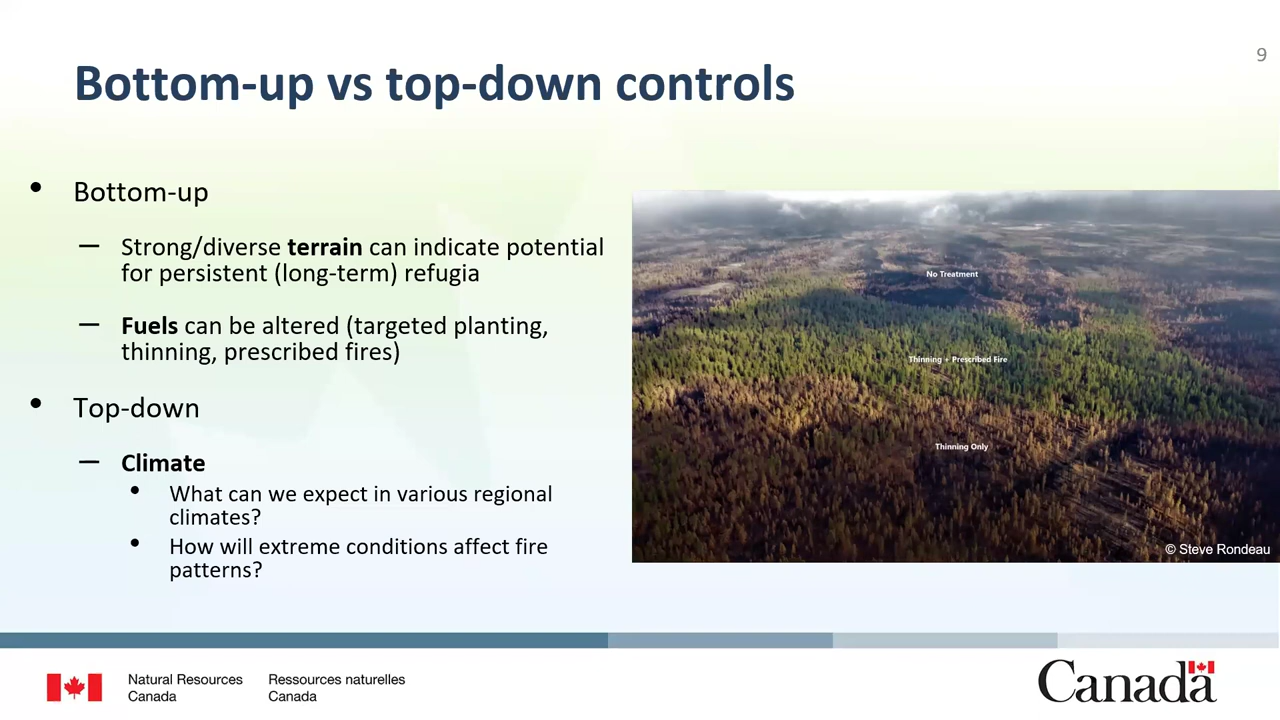 9
Bottom-up vs top-down controls
• Bottom-up
— Strong/diverse terrain can indicate potential
for persistent (long-term) refugia
— Fuels can be altered (targeted planting,
thinning, prescribed fires)
• Top-down
— Climate
• What can we expect in various regional
climates?
• How will extreme conditions affect fire
patterns?
No Treatment
Thinning + Prescribed Fire
Thinning Only
© Steve Rondeau
Natural Resources
Canada
Ressources naturelles
Canada
Canada